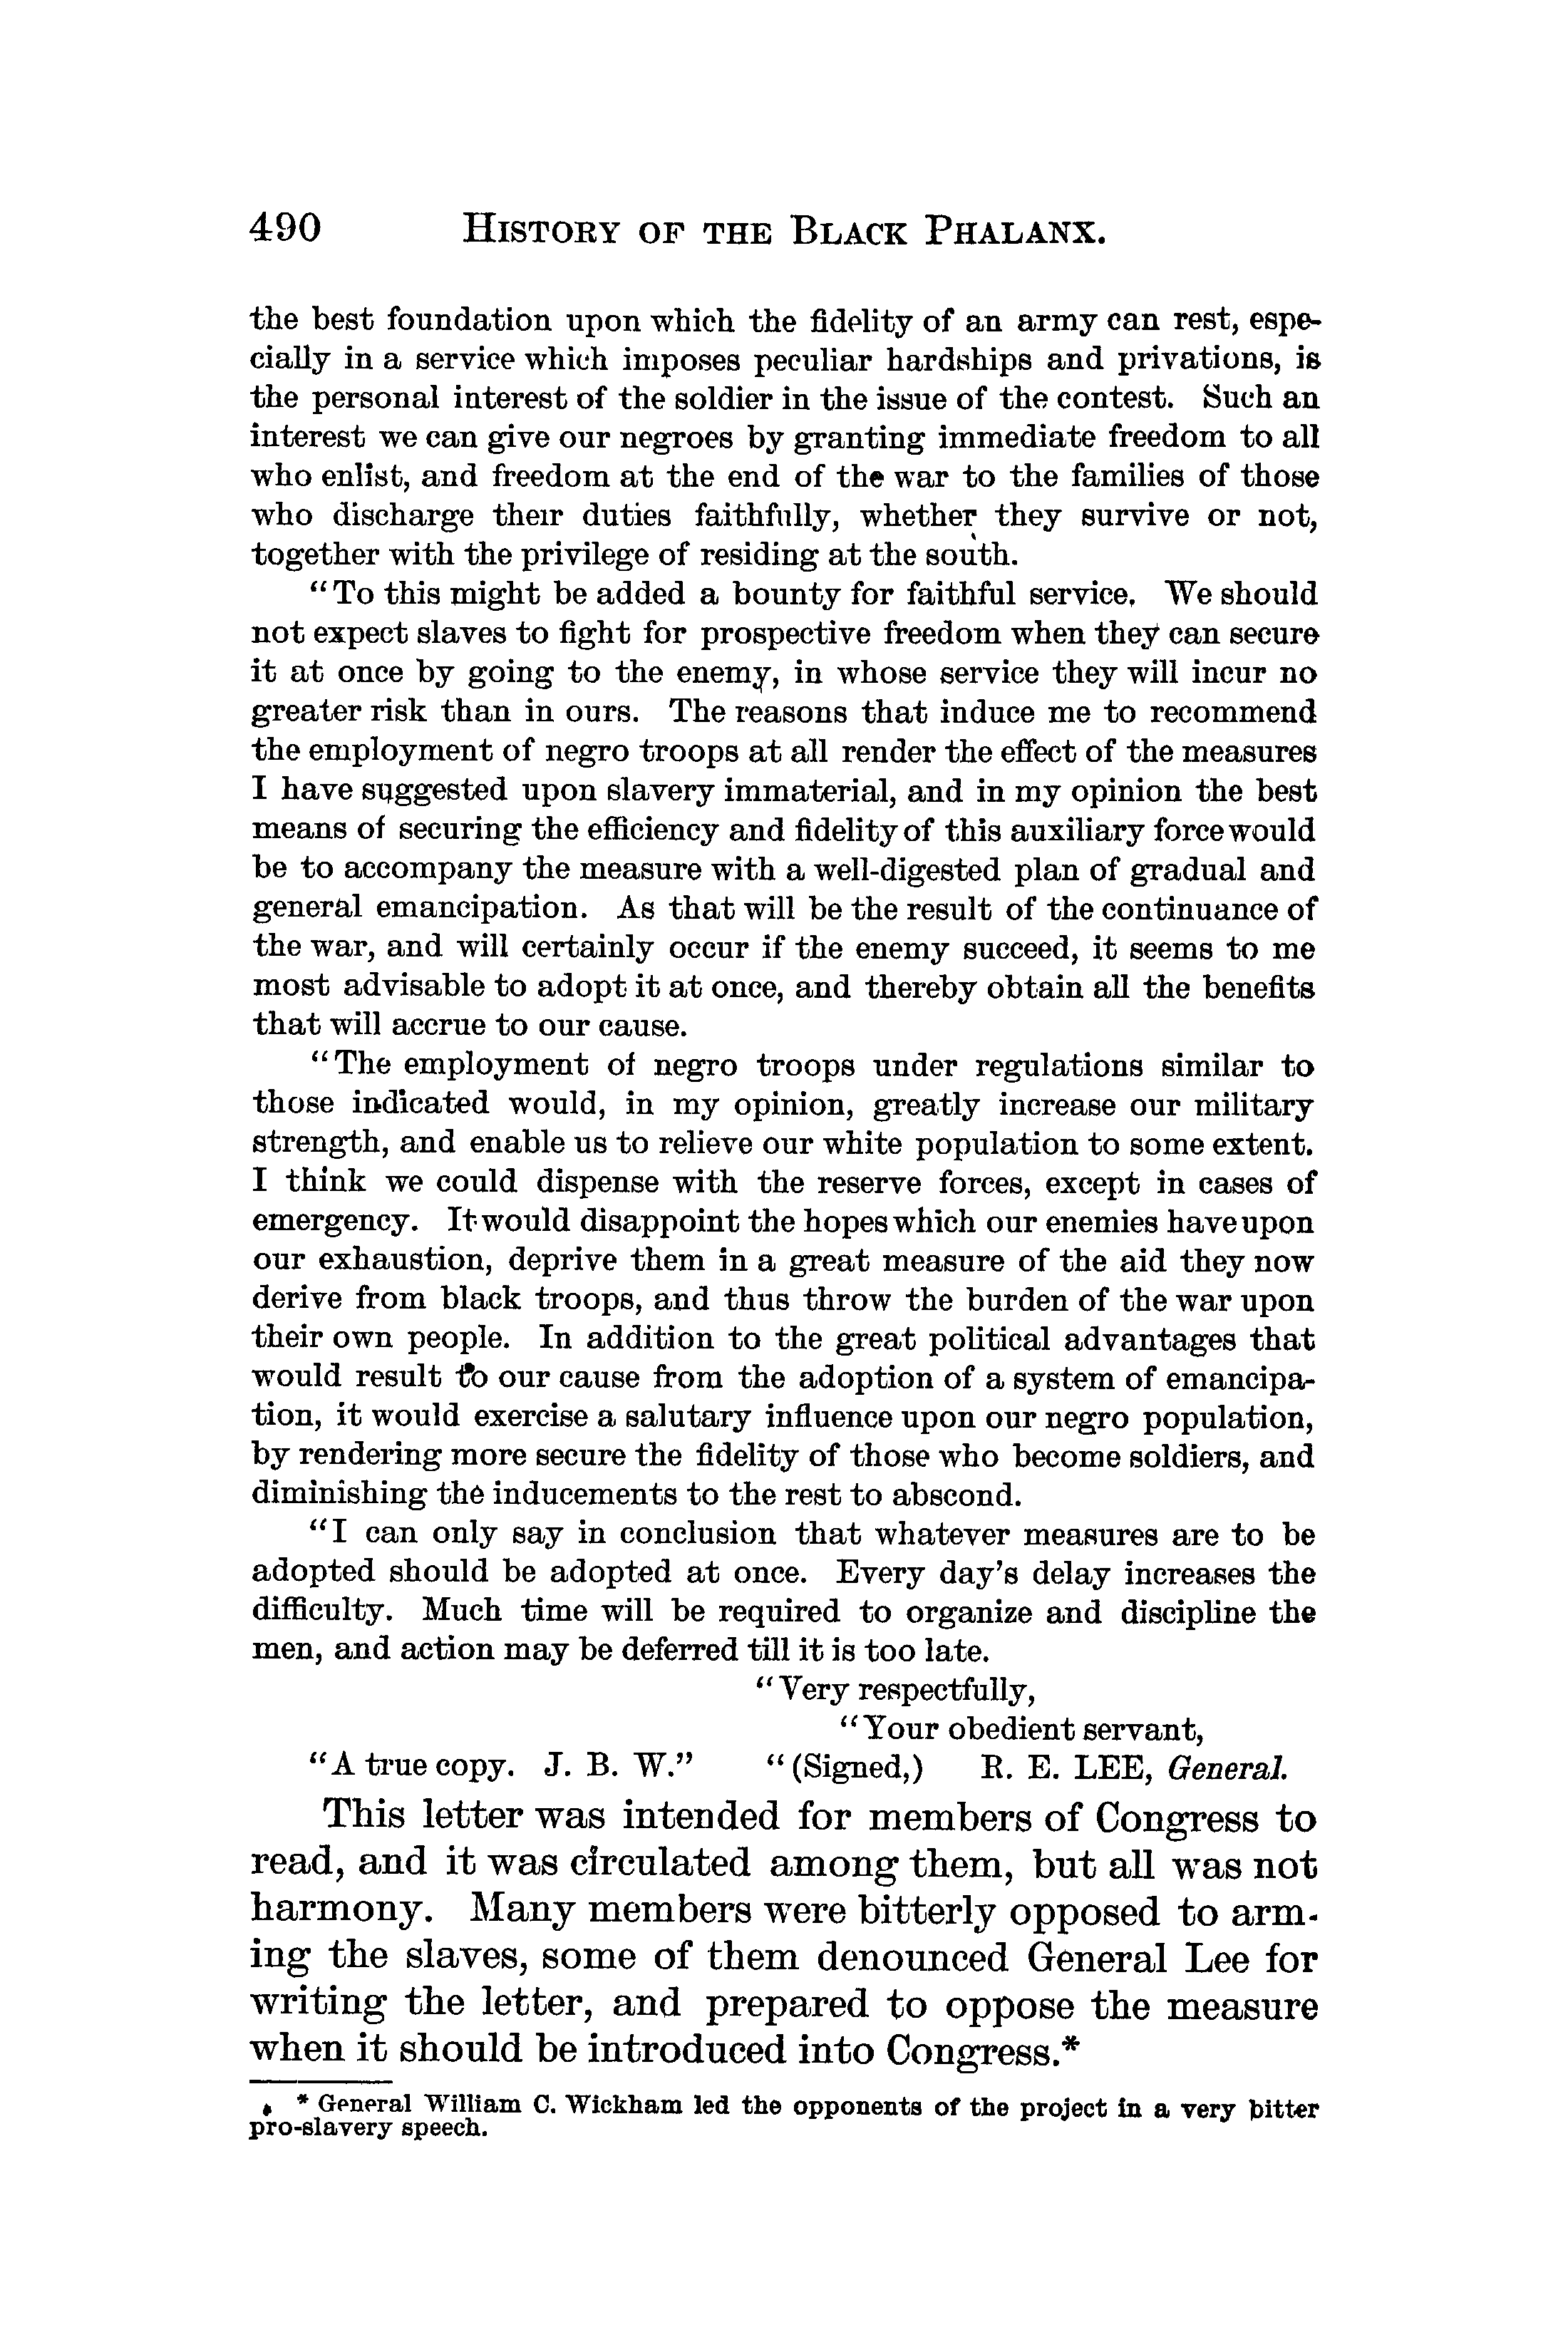 490 HISTORY OF THE BLACK PHALANX.
the best foundation upon which the fidelity of an army can rest, espe-
cially in a service which imposes peculiar hardships and privations, is
the personal interest of the soldier in the issue of the contest. Such an
interest we can give our negroes by granting immediate freedom to all
who enlist, and freedom at the end of the war to the families of those
who discharge their duties faithfully, whether they survive or not,
together with the privilege of residing at the south.
“To this might be added a bounty for faithful service. We should
not expect slaves to fight for prospective freedom when they can secure
it at once by going to the enemy, in whose service they will incur no
greater risk than in ours. The reasons that induce me to recommend
the employment of negro troops at all render the effect of the measures
I have suggested upon slavery immaterial, and in my opinion the best
means of securing the efficiency and fidelity of this auxiliary force would
be to accompany the measure with a well-digested plan of gradual and
general emancipation. As that will be the result of the continuance of
the war, and will certainly occur if the enemy succeed, it seems to me
most advisable to adopt it at once, and thereby obtain all the benefits
that will accrue to our cause.
“The employment of negro troops under regulations similar to
those indicated would, in my opinion, greatly increase our military
strength, and enable us to relieve our white population to some extent.
I think we could dispense with the reserve forces, except in cases of
emergency. It would disappoint the hopes which our enemies have upon
our exhaustion, deprive them in a great measure of the aid they now
derive from black troops, and thus throw the burden of the war upon
their own people. In addition to the great political advantages that
would result to our cause from the adoption of a system of emancipa-
tion, it would exercise a salutary influence upon our negro population,
by rendering more secure the fidelity of those who become soldiers, and
diminishing the inducements to the rest to abscond.
“I can only say in conclusion that whatever measures are to be
adopted should be adopted at once. Every day’s delay increases the
difficulty. Much time will be required to organize and discipline the
men, and action may be deferred till it is too late.
“Very respectfully,
“Your obedient servant,
“A true copy. J. B. W.” “(Signed,) R. E. LEE, General.
This letter was intended for members of Congress to
read, and it was circulated among them, but all was not
harmony. Many members were bitterly opposed to arm-
ing the slaves, some of them denounced General Lee for
writing the letter, and prepared to oppose the measure
when it should be introduced into Congress.*
* General William C. Wickham led the opponents of the project in a very bitter
pro-slavery speech.